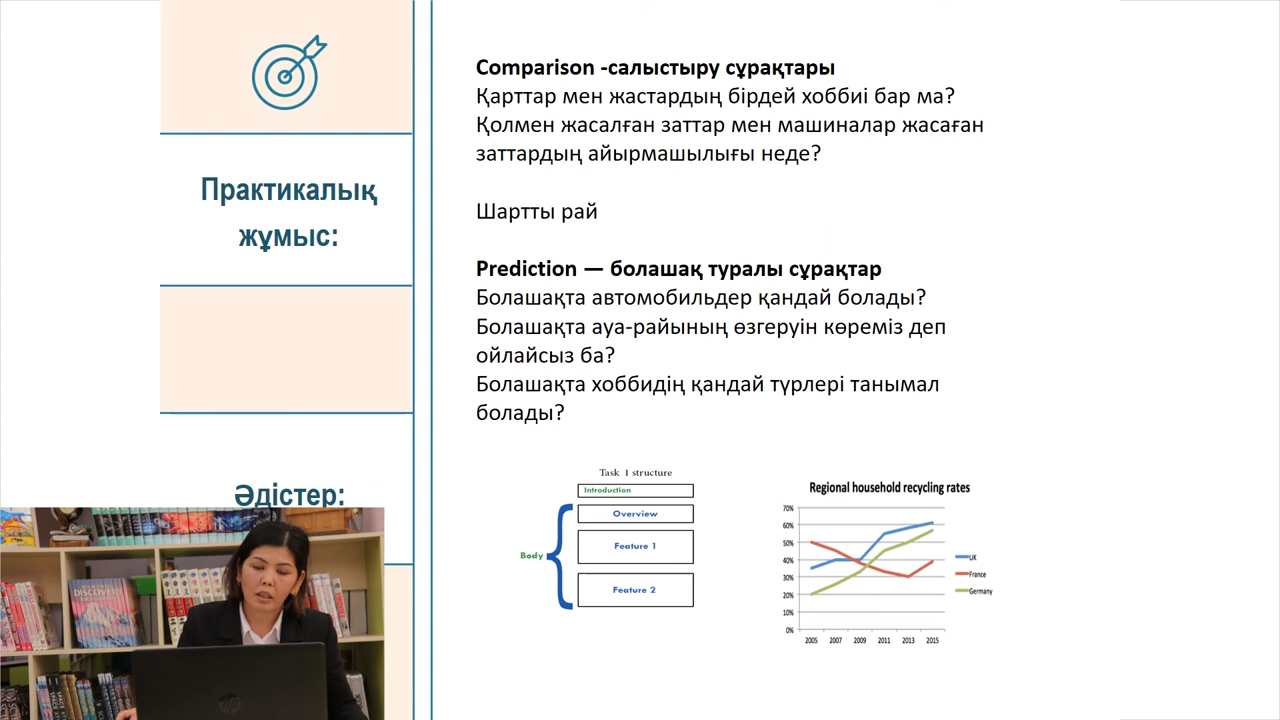 Практикалық
жұмыс:
Әдістер:
Comparison -салыстыру сұрақтары
Қарттар мен жастардың бірдей хоббиі бар ма?
Қолмен жасалған заттар мен машиналар жасаған
заттардың айырмашылығы неде?
Шартты рай
Prediction — болашақ туралы сұрақтар
Болашақта автомобильдер қандай болады?
Болашақта ауа-райының өзгеруін көреміз деп
ойлайсыз ба?
Болашақта хоббидің қандай түрлері танымал
болады?
Task 1 structure
Introduction
Overview
Body
Feature 1
Feature 2
Regional household recycling rates
70%
60%
50%
40%
30%
20%
10%
0%
2005 2007 2009 2011 2013 2015
UK
France
Germany
DISCOVERY
hp